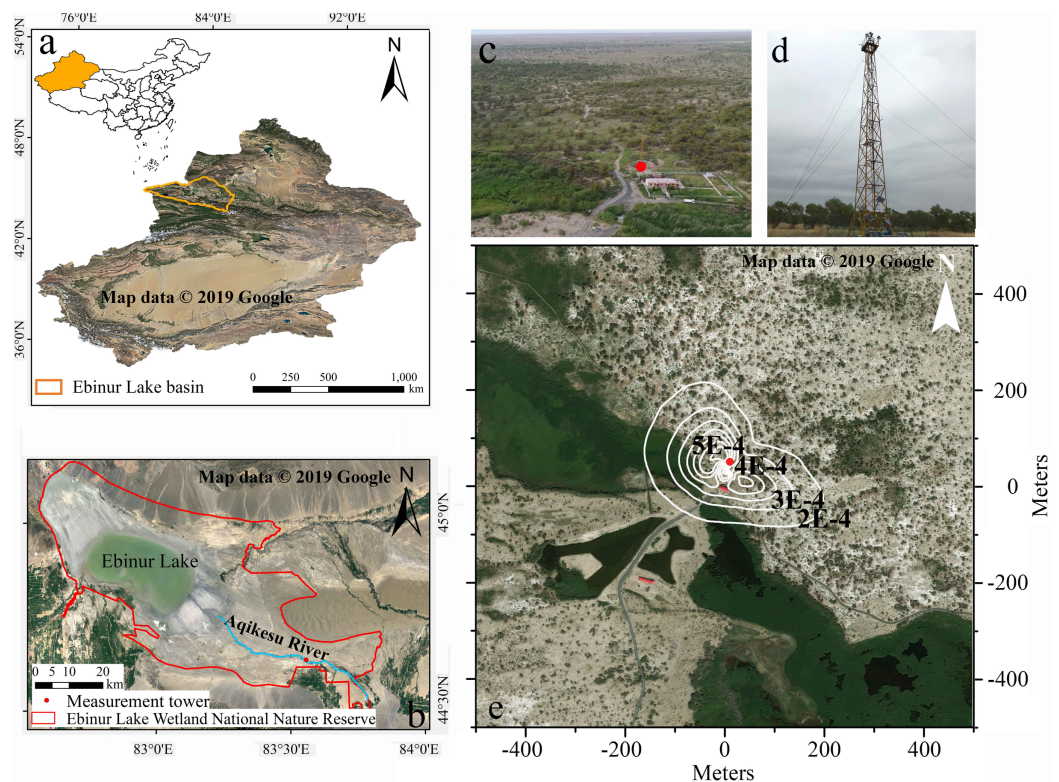 76°0'E
84°0'E
92°0'E
54°0'N
48°0'N
42°0'N
36°0'N
a
N
Map data © 2019 Google
Ebinur Lake basin
0 250 500 1,000
km
c
d
Map data © 2019 Google
N
5E-4
4E-4
3E-4
2E-4
e
400
200
0
-200
-400
Meters
-400
-200
0
200
400
Meters
Map data © 2019 Google
N
Ebinur Lake
Aqikesu River
0 5 10 20
km
Measurement tower
Ebinur Lake Wetland National Nature Reserve
b
45°0'N
44°30'N
83°0'E
83°30'E
84°0'E